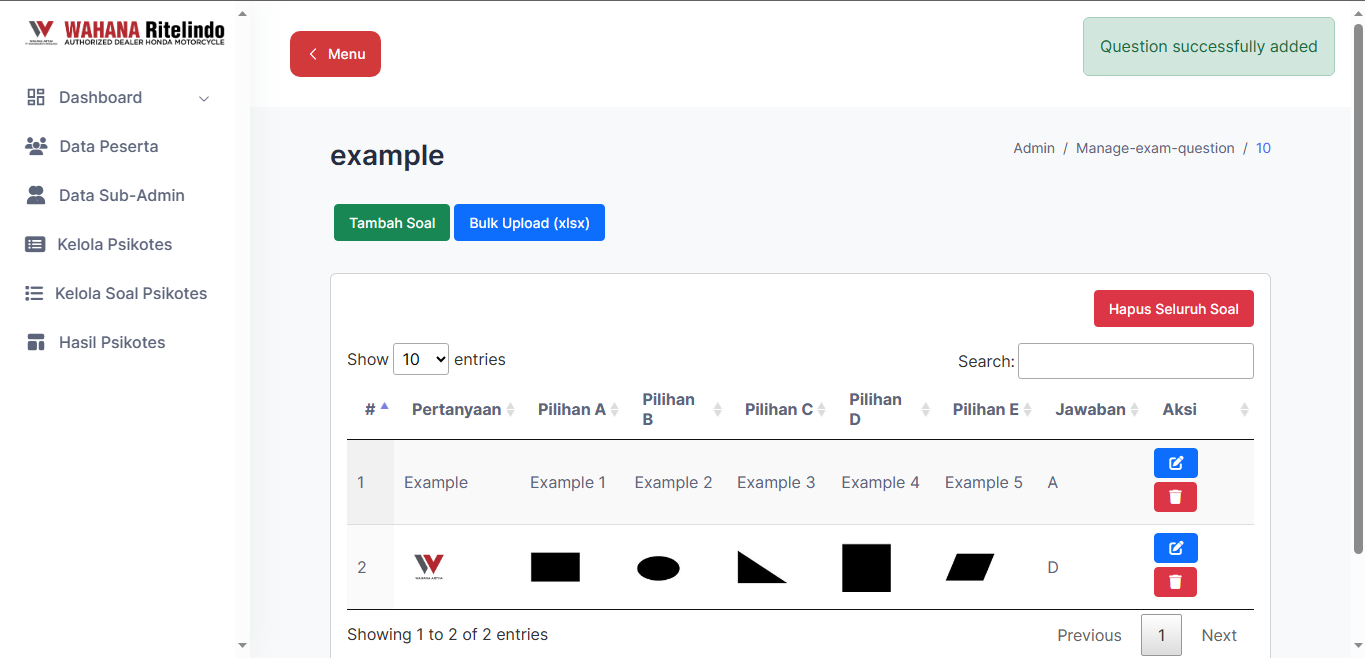 WAHANA Ritelindo
AUTHORIZED DEALER HONDA MOTORCYCLE
Menu
Question successfully added
Dashboard
Data Peserta
Data Sub-Admin
Kelola Psikotes
Kelola Soal Psikotes
Hasil Psikotes
example
Admin / Manage-exam-question / 10
Tambah Soal
Bulk Upload (xlsx)
Hapus Seluruh Soal
Show 10 entries
Search:
# Pertanyaan Pilihan A Pilihan B Pilihan C Pilihan D Pilihan E Jawaban Aksi
1 Example Example 1 Example 2 Example 3 Example 4 Example 5 A
2 D
Showing 1 to 2 of 2 entries
Previous 1 Next